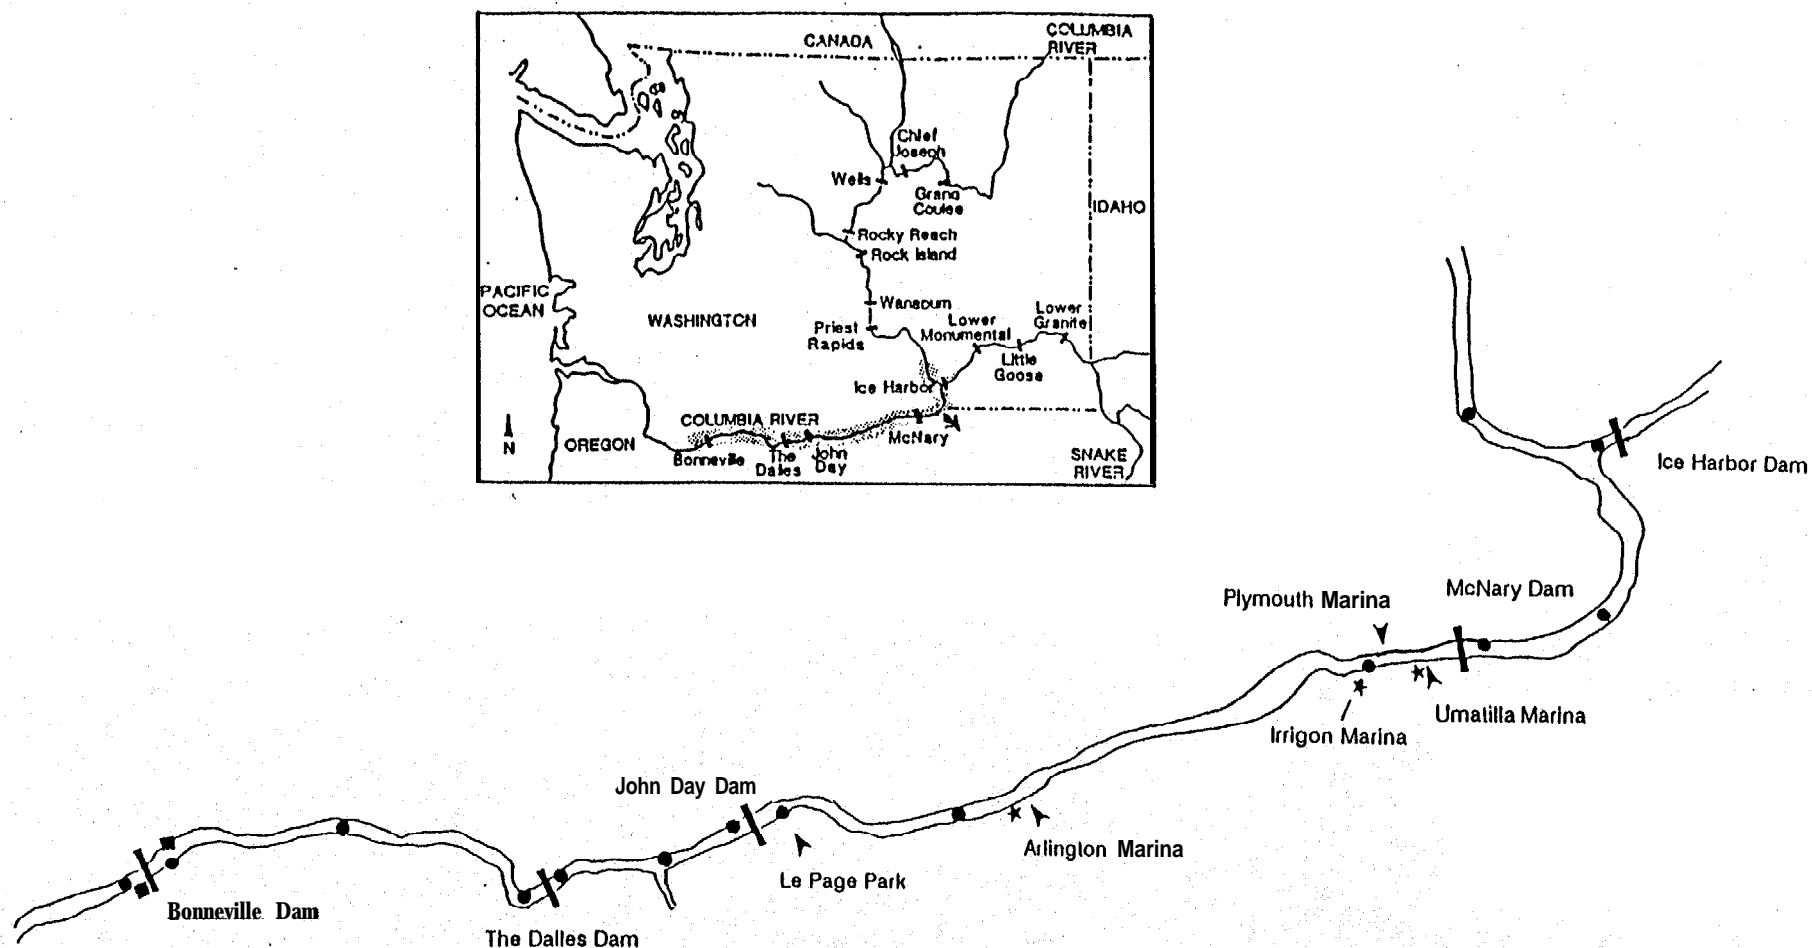 CANADA
COLUMBIA
RIVER
Chief
Joseph
Wells
Grand
Coulee
IDAHO
Rocky Reach
Rock Island
PACIFIC
OCEAN
WASHINGTON
Wanapum
Priest
Rapids
Lower
Monumental
Lower
Granite
Little
Goose
Ice Harbor
COLUMBIA RIVER
McNary
N
OREGON
Bonneville
The
Dalles
John
Day
SNAKE
RIVER
Ice Harbor Dam
McNary Dam
Plymouth Marina
Umatilla Marina
Irrigon Marina
John Day Dam
Arlington Marina
Le Page Park
Bonneville Dam
The Dalles Dam